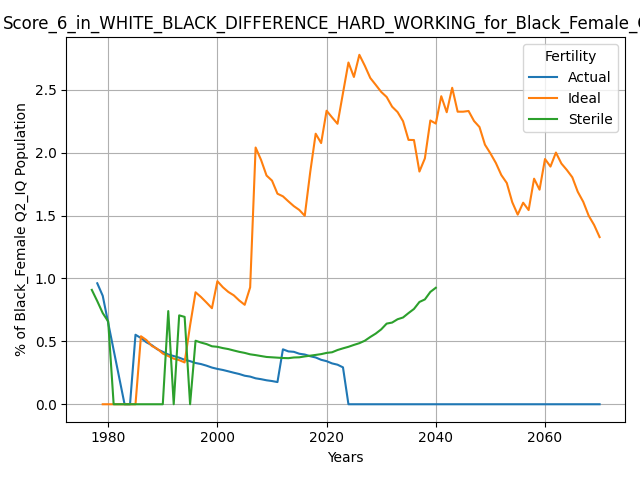 Score_6_in_WHITE_BLACK_DIFFERENCE_HARD_WORKING_for_Black_Female_
Fertility
Actual
Ideal
Sterile
% of Black_Female Q2_IQ Population
2.5
2.0
1.5
1.0
0.5
0.0
1980 2000 2020 2040 2060
Years